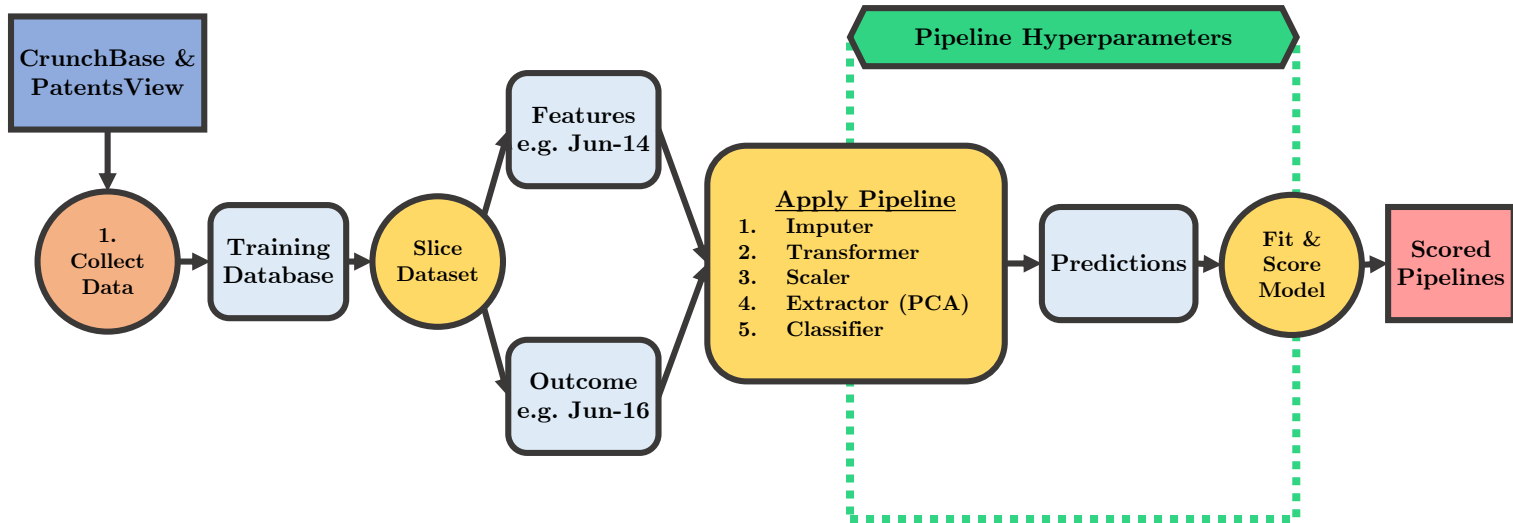 CrunchBase &
PatentsView
Pipeline Hyperparameters
1.
Collect
Data
Training
Database
Slice
Dataset
Features
e.g. Jun-14
Outcome
e.g. Jun-16
Apply Pipeline
1. Imputer
2. Transformer
3. Scaler
4. Extractor (PCA)
5. Classifier
Predictions
Fit &
Score
Model
Scored
Pipelines